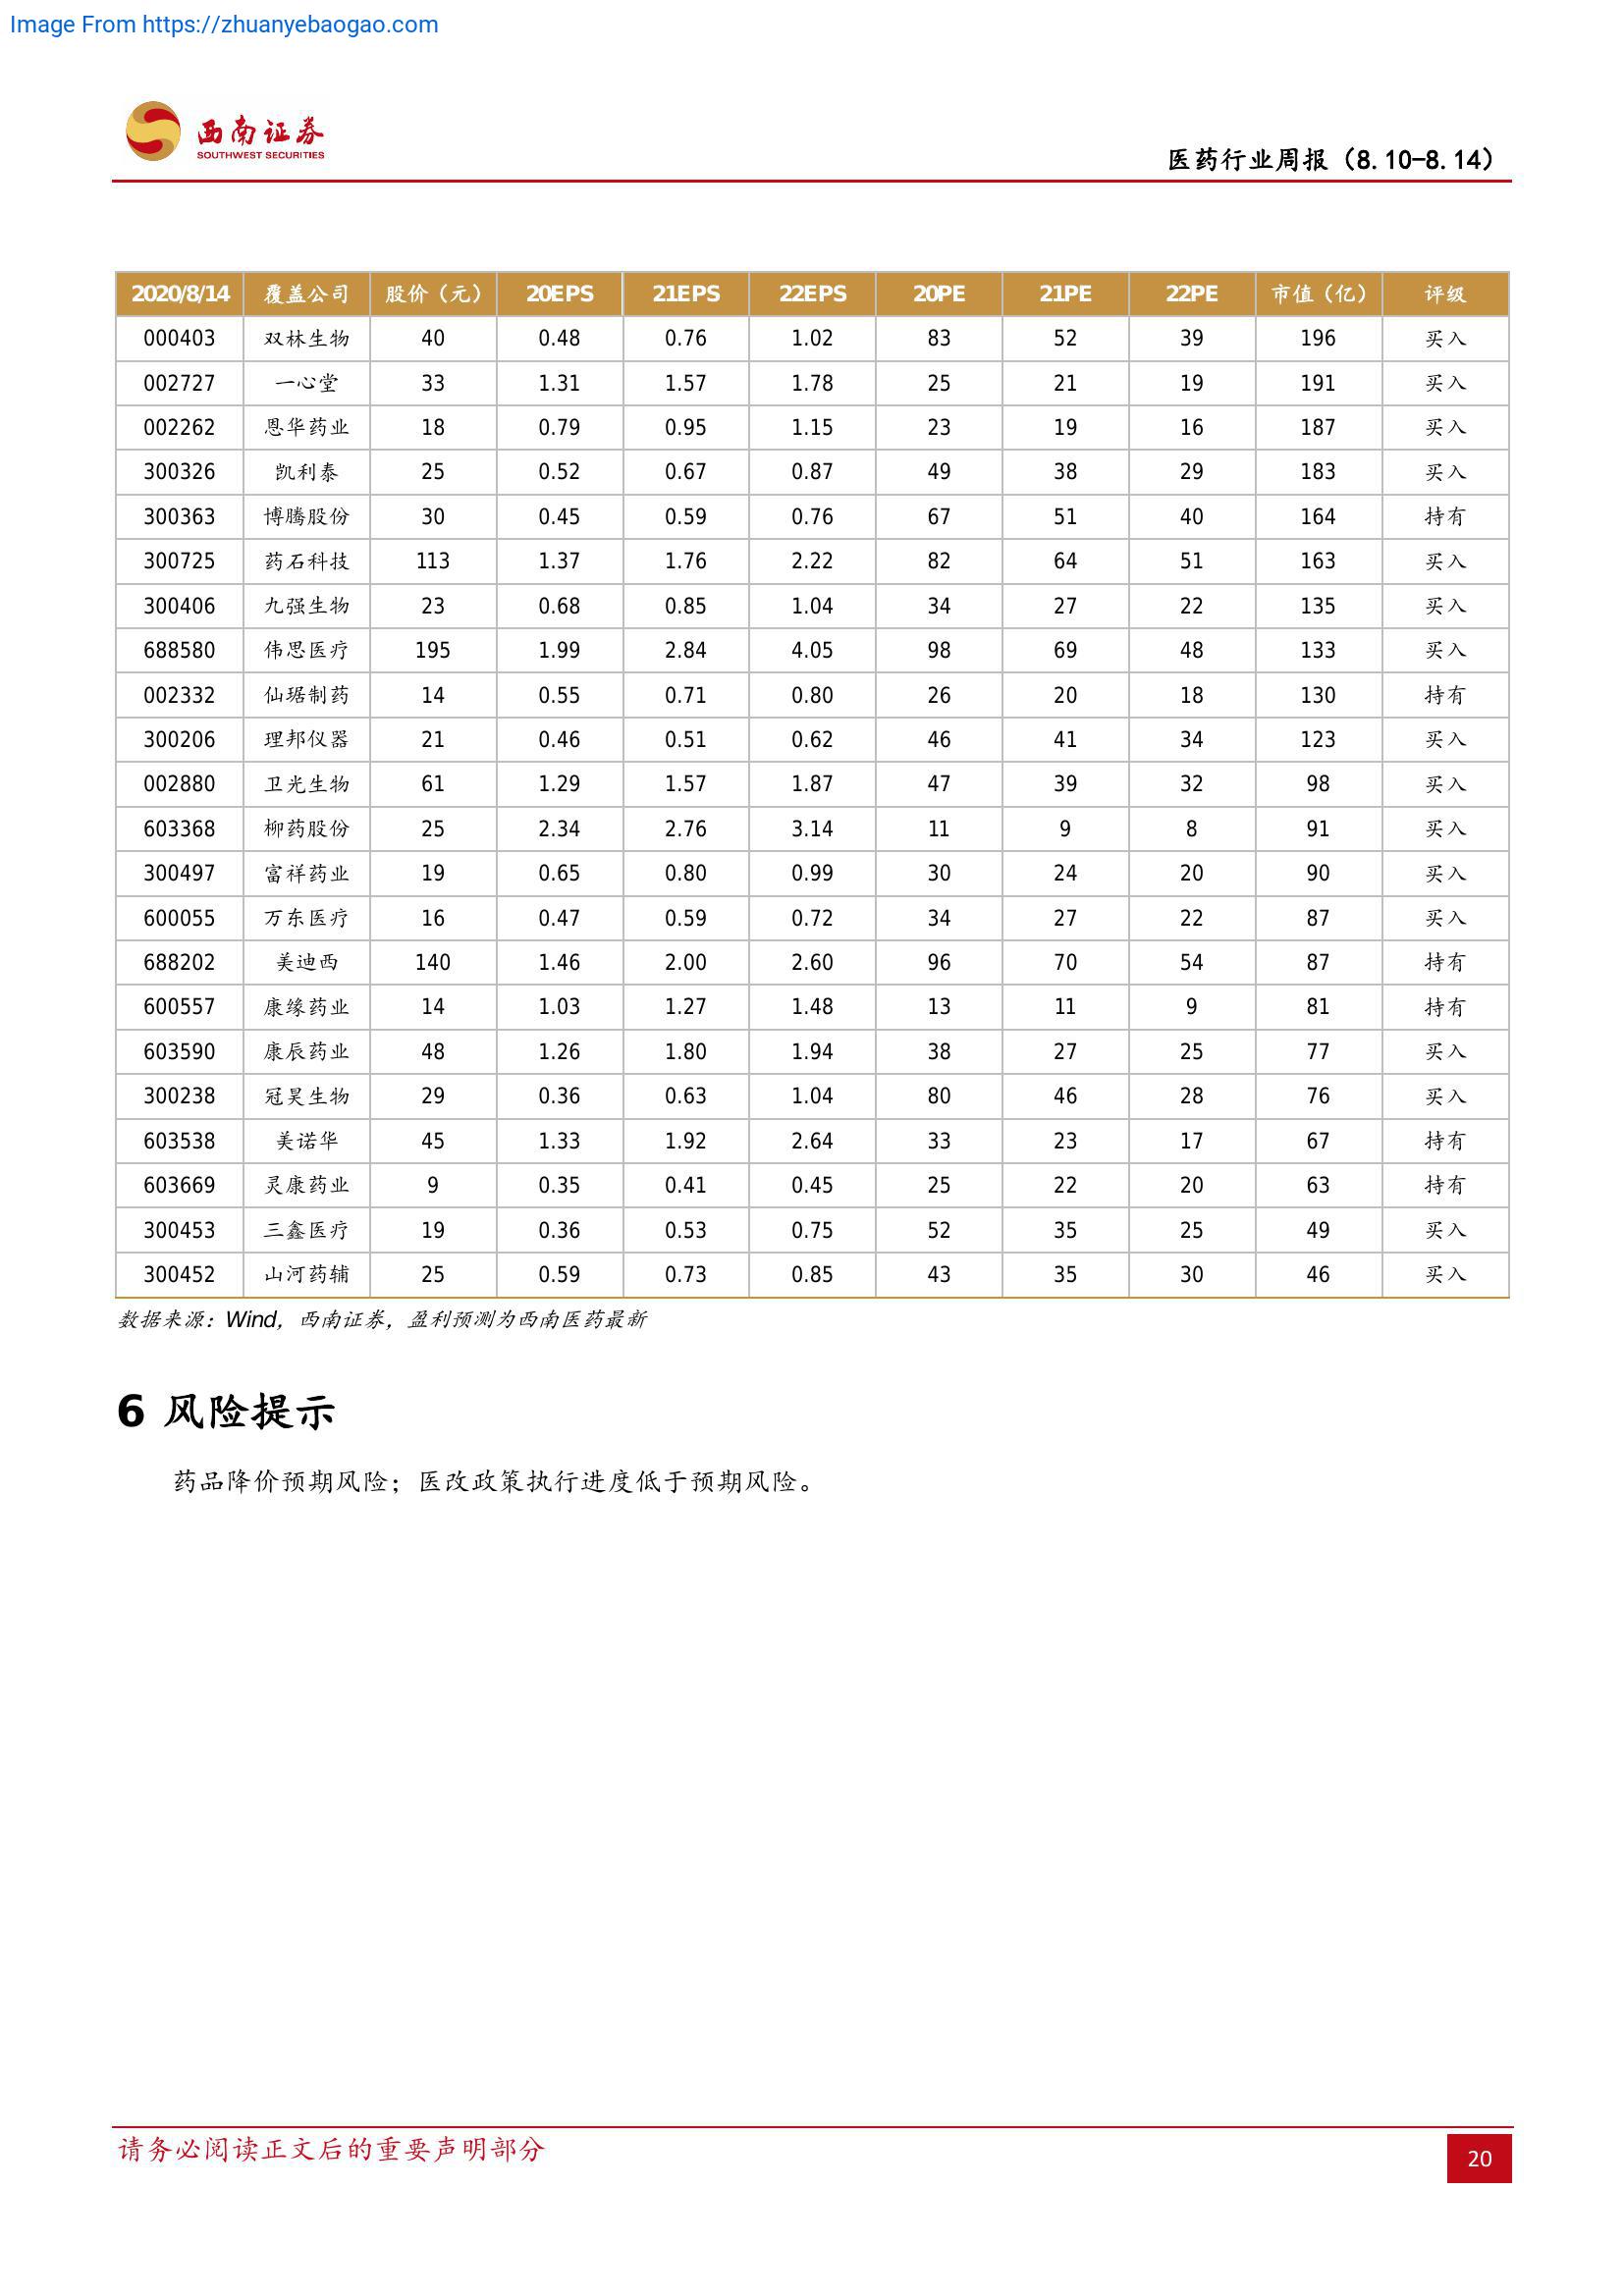 Image From https://zhuanyebaogao.com
西南证券
SOUTHWEST SECURITIES
医药行业周报（8.10-8.14）
2020/8/14 覆盖公司 股价（元） 20EPS 21EPS 22EPS 20PE 21PE 22PE 市值（亿） 评级
000403 双林生物 40 0.48 0.76 1.02 83 52 39 196 买入
002727 一心堂 33 1.31 1.57 1.78 25 21 19 191 买入
002262 恩华药业 18 0.79 0.95 1.15 23 19 16 187 买入
300326 凯利泰 25 0.52 0.67 0.87 49 38 29 183 买入
300363 博腾股份 30 0.45 0.59 0.76 67 51 40 164 持有
300725 药石科技 113 1.37 1.76 2.22 82 64 51 163 买入
300406 九强生物 23 0.68 0.85 1.04 34 27 22 135 买入
688580 伟思医疗 195 1.99 2.84 4.05 98 69 48 133 买入
002332 仙琚制药 14 0.55 0.71 0.80 26 20 18 130 持有
300206 理邦仪器 21 0.46 0.51 0.62 46 41 34 123 买入
002880 卫光生物 61 1.29 1.57 1.87 47 39 32 98 买入
603368 柳药股份 25 2.34 2.76 3.14 11 9 8 91 买入
300497 富祥药业 19 0.65 0.80 0.99 30 24 20 90 买入
600055 万东医疗 16 0.47 0.59 0.72 34 27 22 87 买入
688202 美迪西 140 1.46 2.00 2.60 96 70 54 87 持有
600557 康缘药业 14 1.03 1.27 1.48 13 11 9 81 持有
603590 康辰药业 48 1.26 1.80 1.94 38 27 25 77 买入
300238 冠昊生物 29 0.36 0.63 1.04 80 46 28 76 买入
603538 美诺华 45 1.33 1.92 2.64 33 23 17 67 持有
603669 灵康药业 9 0.35 0.41 0.45 25 22 20 63 持有
300453 三鑫医疗 19 0.36 0.53 0.75 52 35 25 49 买入
300452 山河药辅 25 0.59 0.73 0.85 43 35 30 46 买入
数据来源：Wind，西南证券，盈利预测为西南医药最新
6 风险提示
药品降价预期风险；医改政策执行进度低于预期风险。
请务必阅读正文后的重要声明部分
20